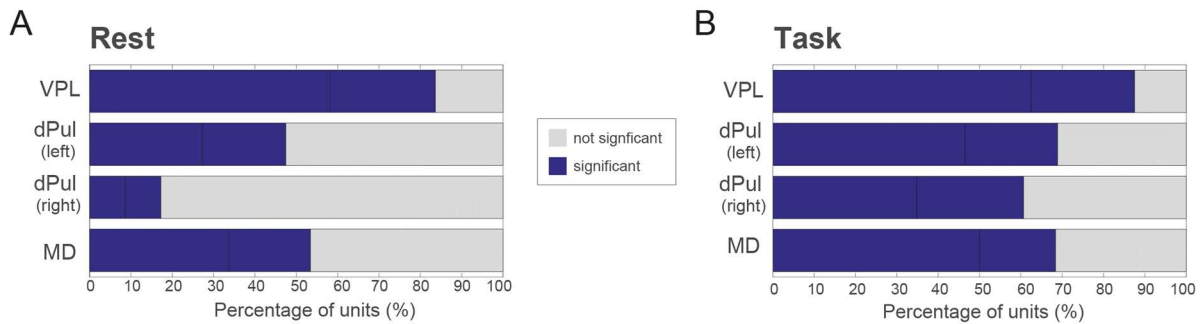 A
Rest
VPL
dPul
(left)
dPul
(right)
MD
0 10 20 30 40 50 60 70 80 90 100
Percentage of units (%)
not signficant
significant
B
Task
VPL
dPul
(left)
dPul
(right)
MD
0 10 20 30 40 50 60 70 80 90 100
Percentage of units (%)